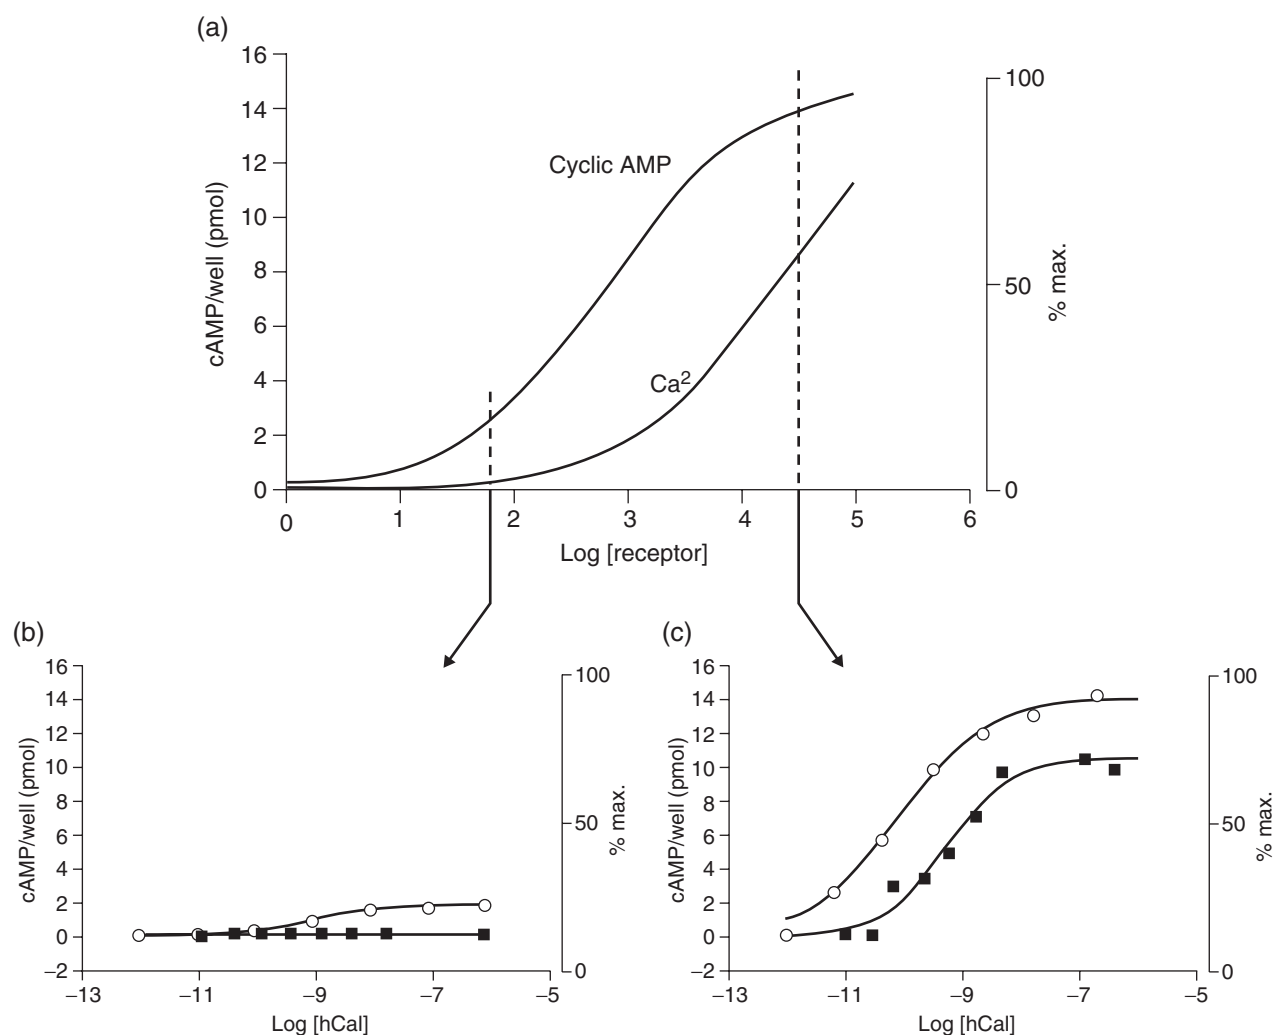 (a)
16
14
12
10
8
6
4
2
0
cAMP/well (pmol)
Cyclic AMP
Ca²
100
50
0
% max.
0 1 2 3 4 5 6
Log [receptor]
(b)
16
14
12
10
8
6
4
2
0
–2
cAMP/well (pmol)
100
50
0
% max.
–13 –11 –9 –7 –5
Log [hCal]
(c)
16
14
12
10
8
6
4
2
0
–2
cAMP/well (pmol)
100
50
0
% max.
–13 –11 –9 –7 –5
Log [hCal]